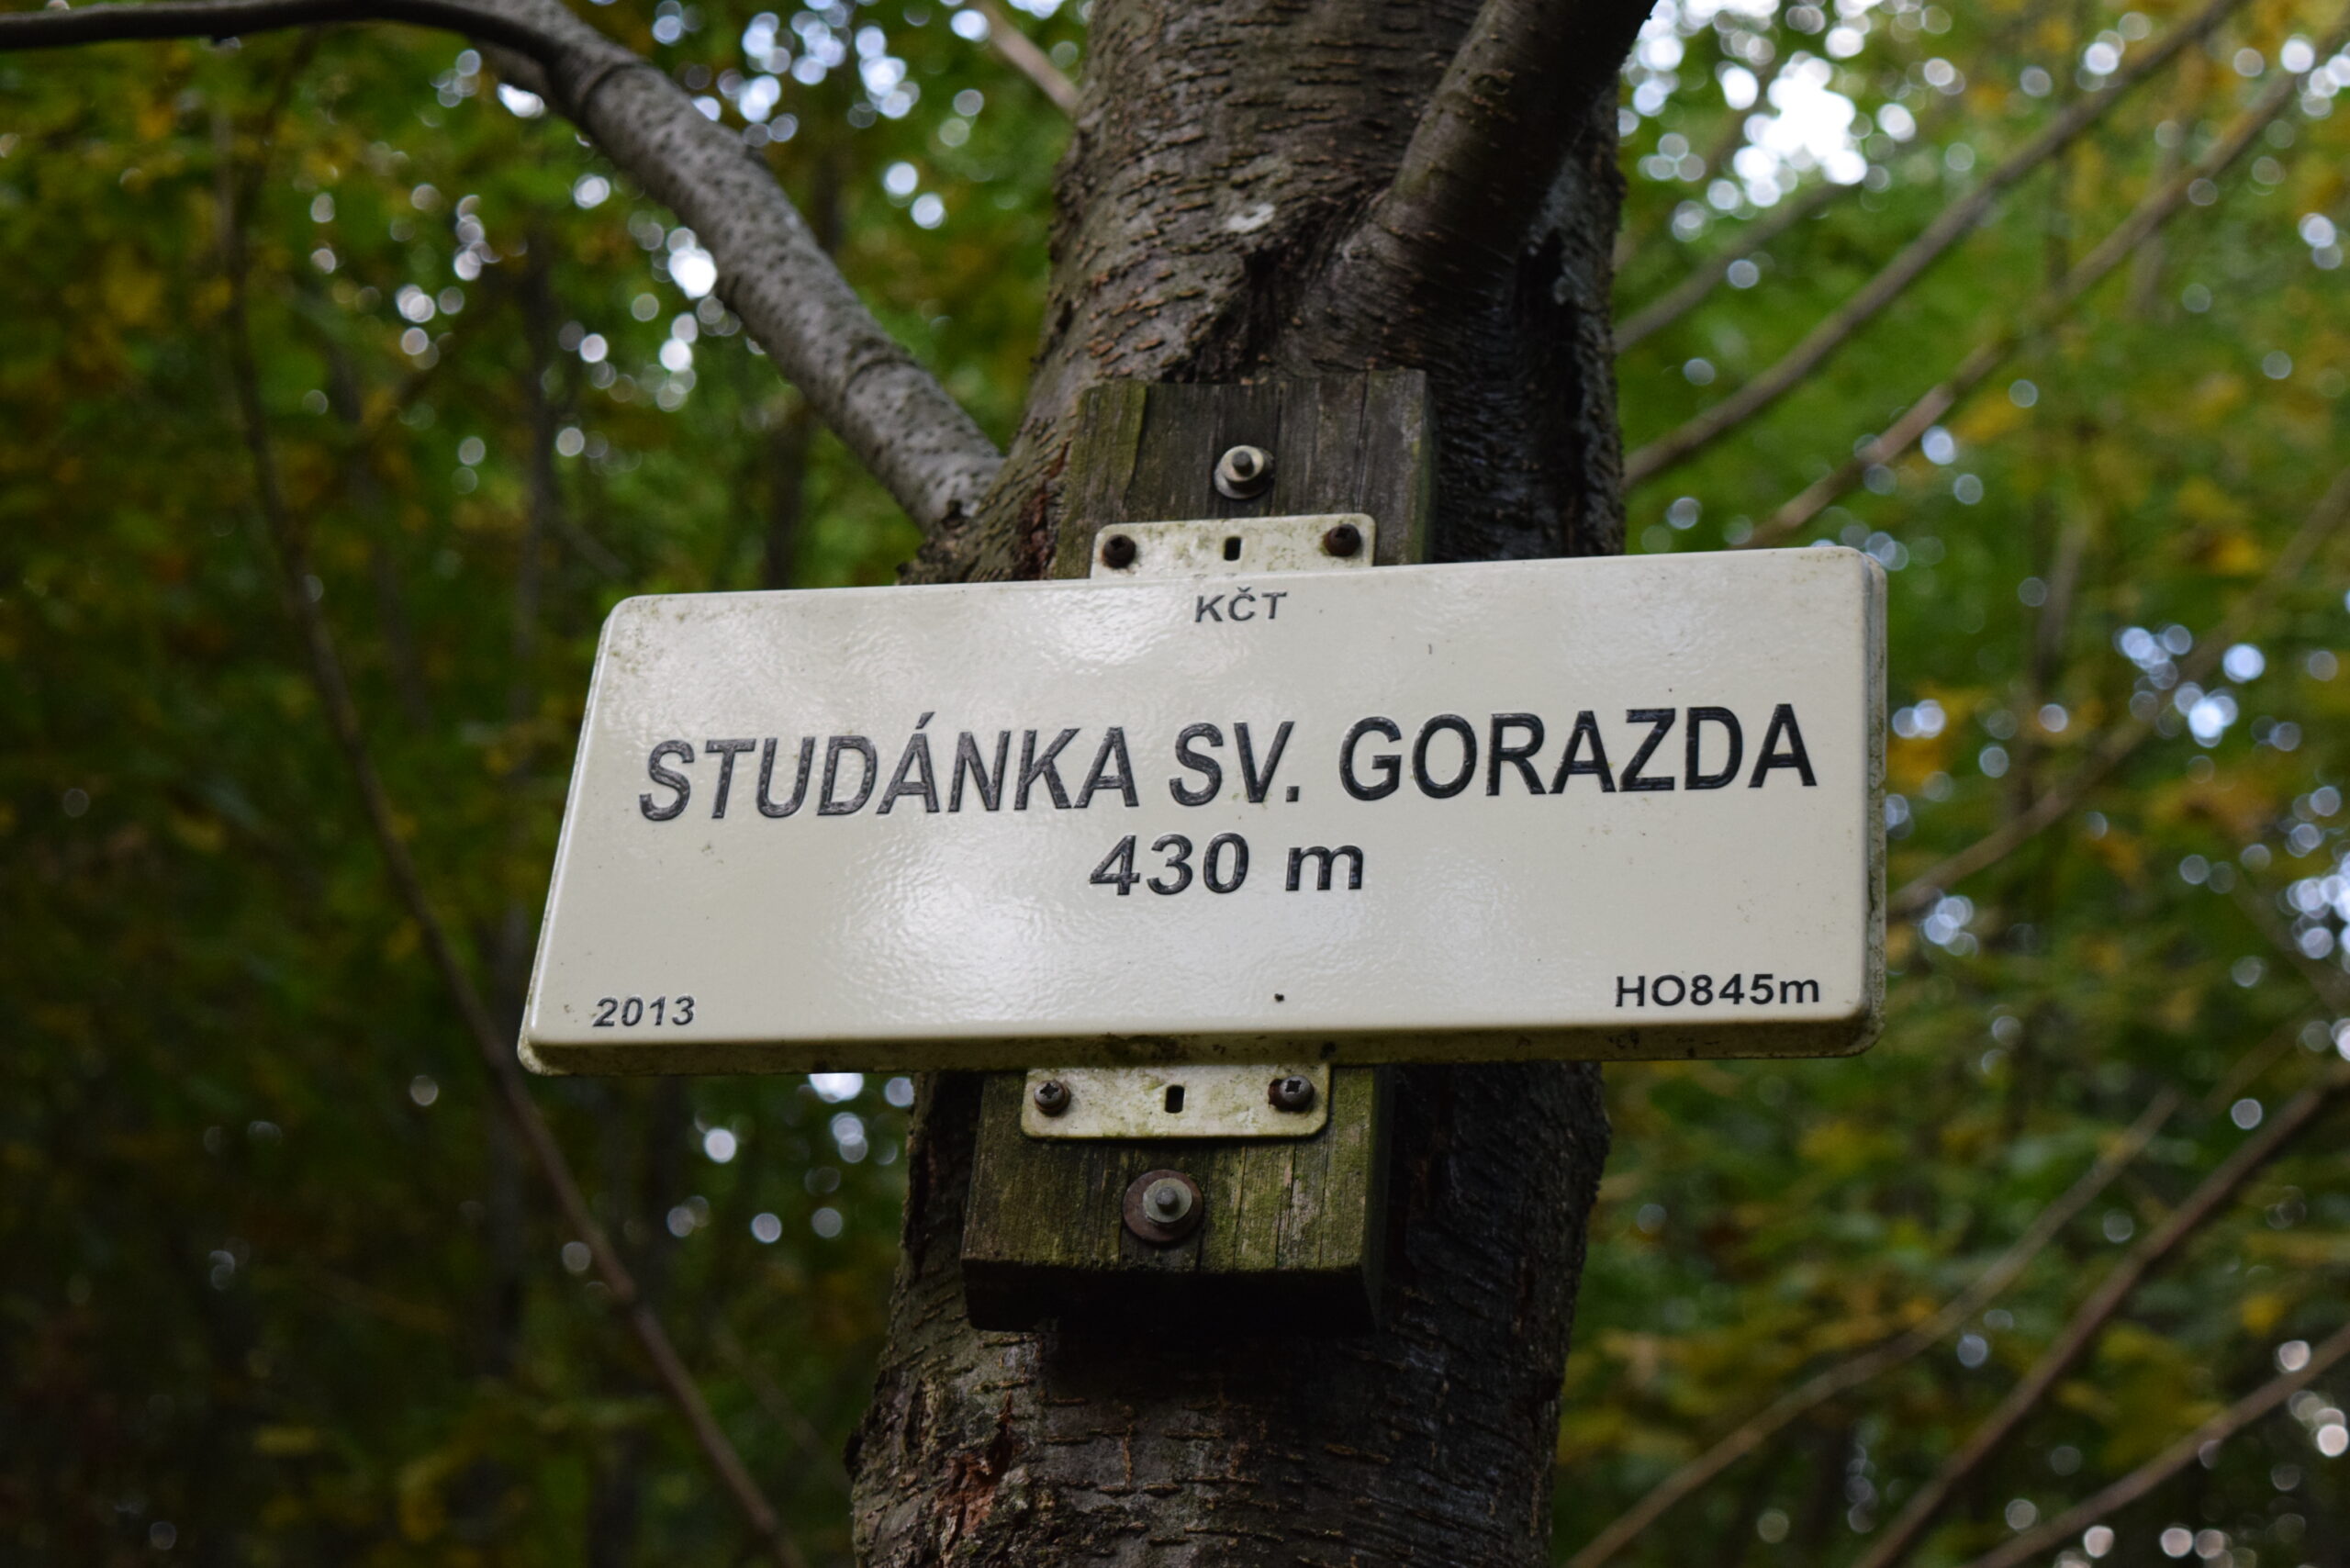 KČT
STUDÁNKA SV. GORAZDA
430 m
2013 HO845m